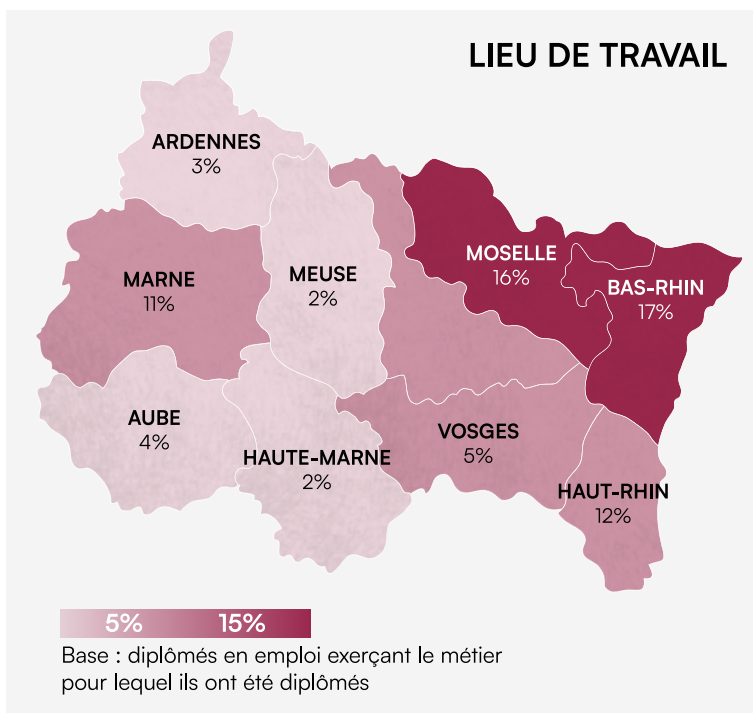 LIEU DE TRAVAIL
ARDENNES
3%
MOSELLE
16%
MARNE
11%
MEUSE
2%
BAS-RHIN
17%
AUBE
4%
VOSGES
5%
HAUTE-MARNE
2%
HAUT-RHIN
12%
5% 15%
Base : diplômés en emploi exerçant le métier
pour lequel ils ont été diplômés